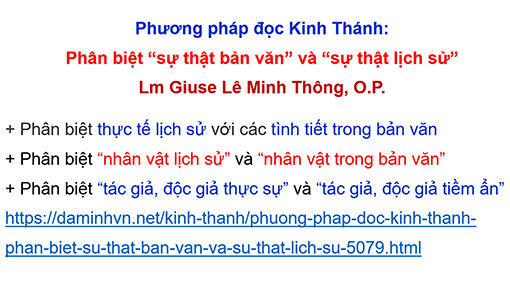 Phương pháp đọc Kinh Thánh:
Phân biệt “sự thật bản văn” và “sự thật lịch sử”
Lm Giuse Lê Minh Thông, O.P.
+ Phân biệt thực tế lịch sử với các tình tiết trong bản văn
+ Phân biệt “nhân vật lịch sử” và “nhân vật trong bản văn”
+ Phân biệt “tác giả, độc giả thực sự” và “tác giả, độc giả tiềm ẩn”
https://daminhvn.net/kinh-thanh/phuong-phap-doc-kinh-thanh-
phan-biet-su-that-ban-van-va-su-that-lich-su-5079.html